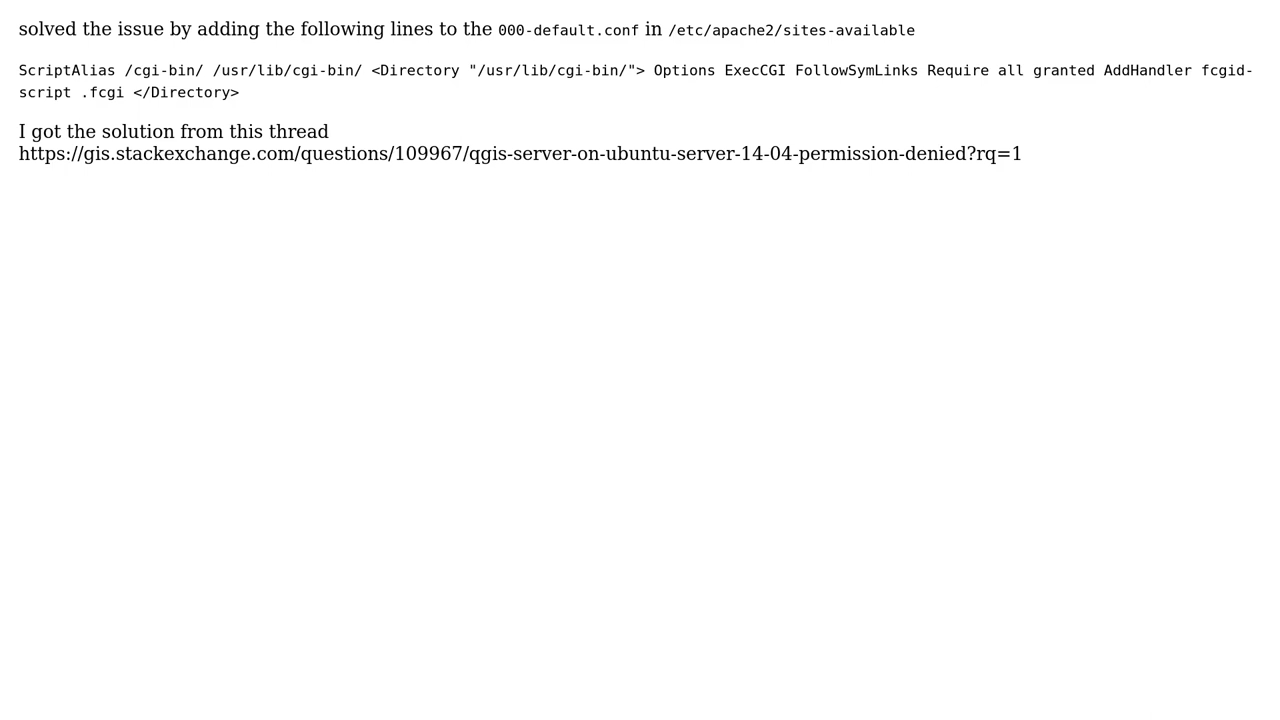 solved the issue by adding the following lines to the 000-default.conf in /etc/apache2/sites-available
ScriptAlias /cgi-bin/ /usr/lib/cgi-bin/ <Directory "/usr/lib/cgi-bin/"> Options ExecCGI FollowSymLinks Require all granted AddHandler fcgid-
script .fcgi </Directory>
I got the solution from this thread
https://gis.stackexchange.com/questions/109967/qgis-server-on-ubuntu-server-14-04-permission-denied?rq=1